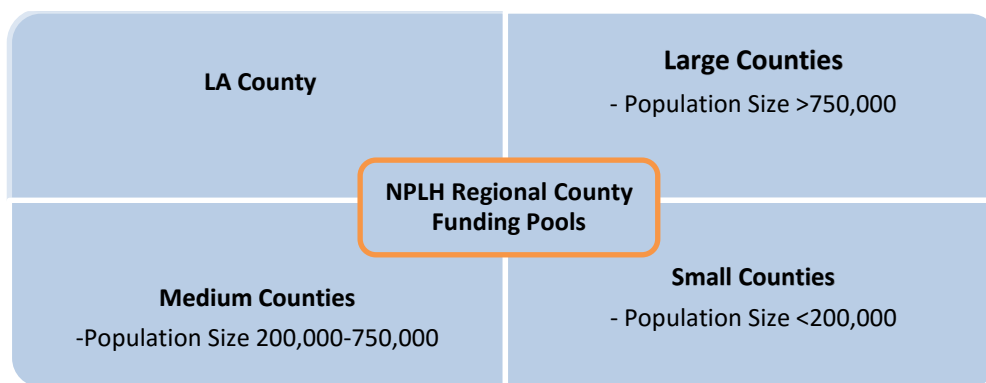 LA County
Large Counties
- Population Size >750,000
NPLH Regional County
Funding Pools
Medium Counties
-Population Size 200,000-750,000
Small Counties
- Population Size <200,000